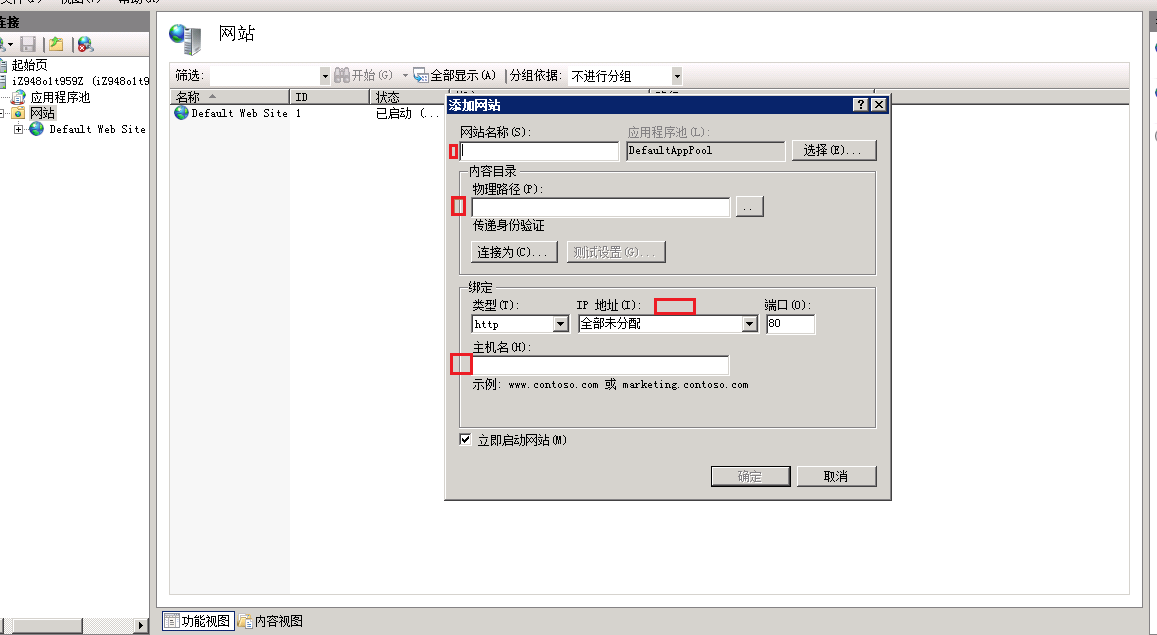 连接
网站
起始页
iZ948o1t959Z (iZ948o1t9
应用程序池
网站
Default Web Site
筛选:
开始(G)
全部显示(A)
分组依据:
不进行分组
名称
ID
状态
Default Web Site
1
已启动 (...
添加网站
网站名称(S):
应用程序池(L):
DefaultAppPool
选择(E)...
内容目录
物理路径(P):
..
传递身份验证
连接为(C)...
测试设置(G)...
绑定
类型(T):
IP 地址(I):
端口(O):
http
全部未分配
80
主机名(H):
示例: www.contoso.com 或 marketing.contoso.com
立即启动网站(M)
确定
取消
功能视图
内容视图